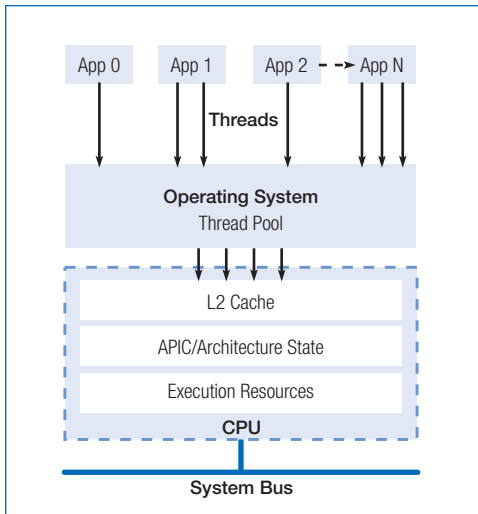 App 0
App 1
App 2
App N
Threads
Operating System
Thread Pool
L2 Cache
APIC/Architecture State
Execution Resources
CPU
System Bus